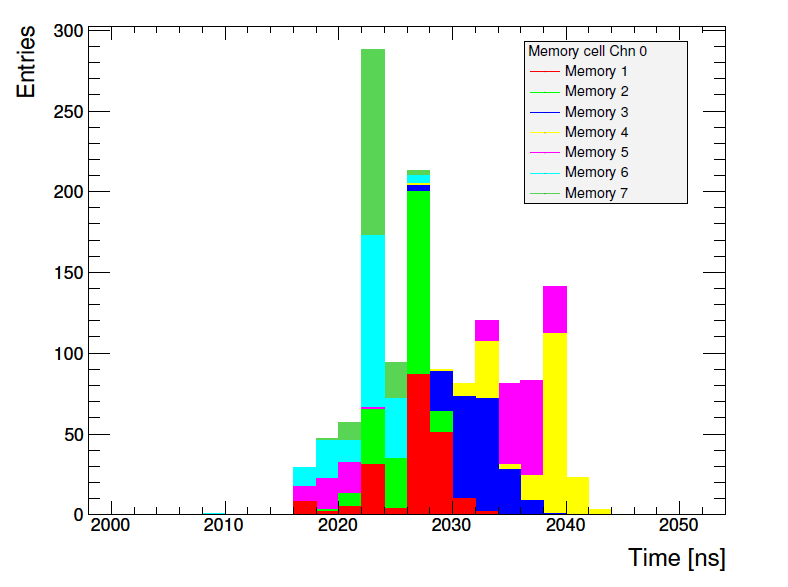 Entries
300
250
200
150
100
50
0
Memory cell Chn 0
Memory 1
Memory 2
Memory 3
Memory 4
Memory 5
Memory 6
Memory 7
2000 2010 2020 2030 2040 2050
Time [ns]